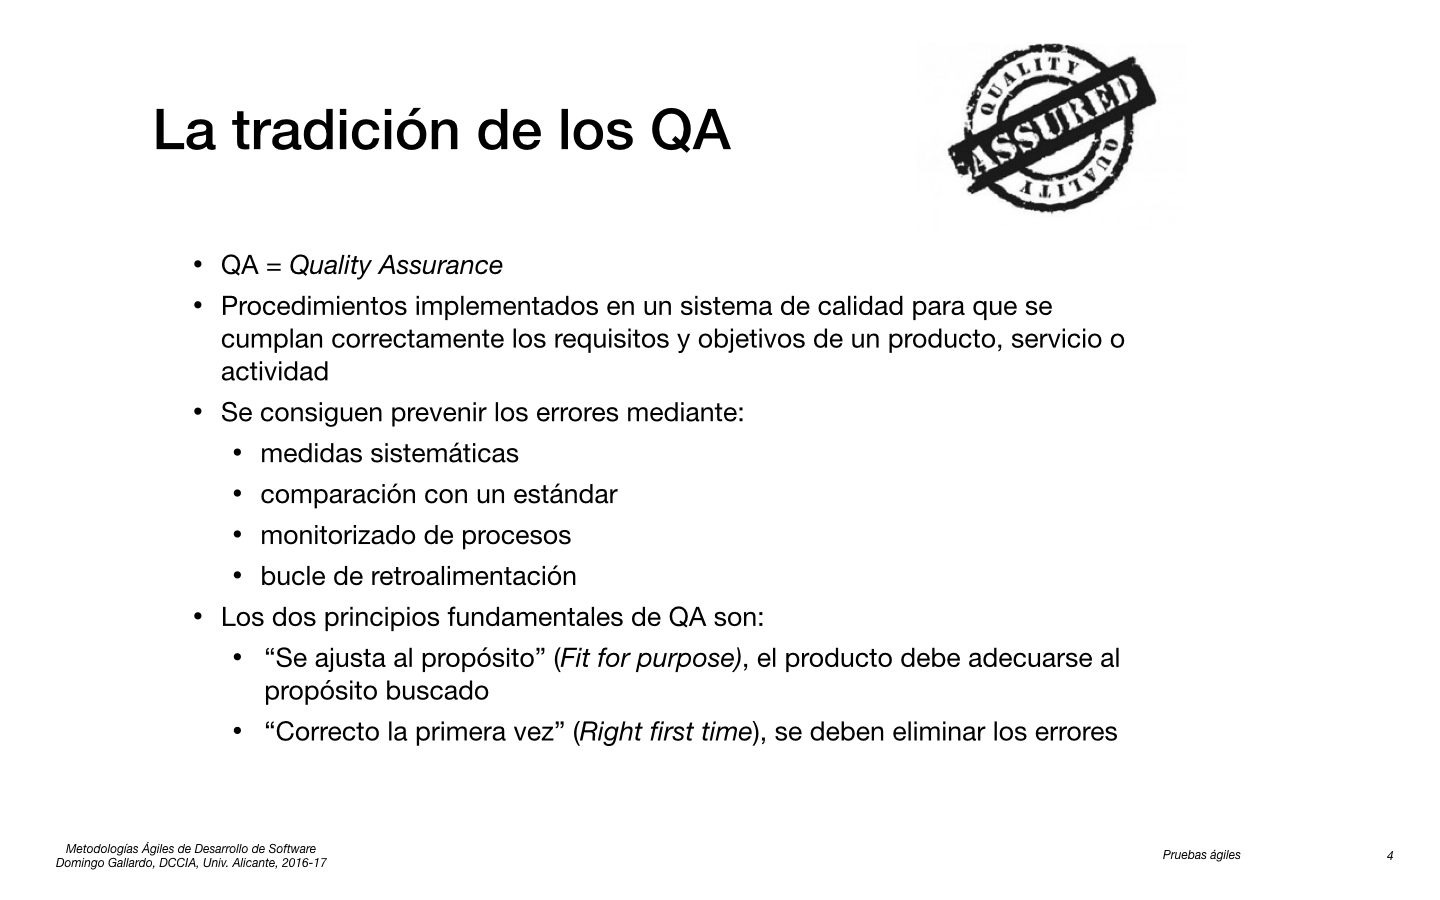 La tradición de los QA
QUALITY
ASSURED
QUALITY
• QA = Quality Assurance
• Procedimientos implementados en un sistema de calidad para que se
cumplan correctamente los requisitos y objetivos de un producto, servicio o
actividad
• Se consiguen prevenir los errores mediante:
• medidas sistemáticas
• comparación con un estándar
• monitorizado de procesos
• bucle de retroalimentación
• Los dos principios fundamentales de QA son:
• “Se ajusta al propósito” (Fit for purpose), el producto debe adecuarse al
propósito buscado
• “Correcto la primera vez” (Right first time), se deben eliminar los errores
Metodologías Ágiles de Desarrollo de Software
Domingo Gallardo, DCCIA, Univ. Alicante, 2016-17
Pruebas ágiles
4